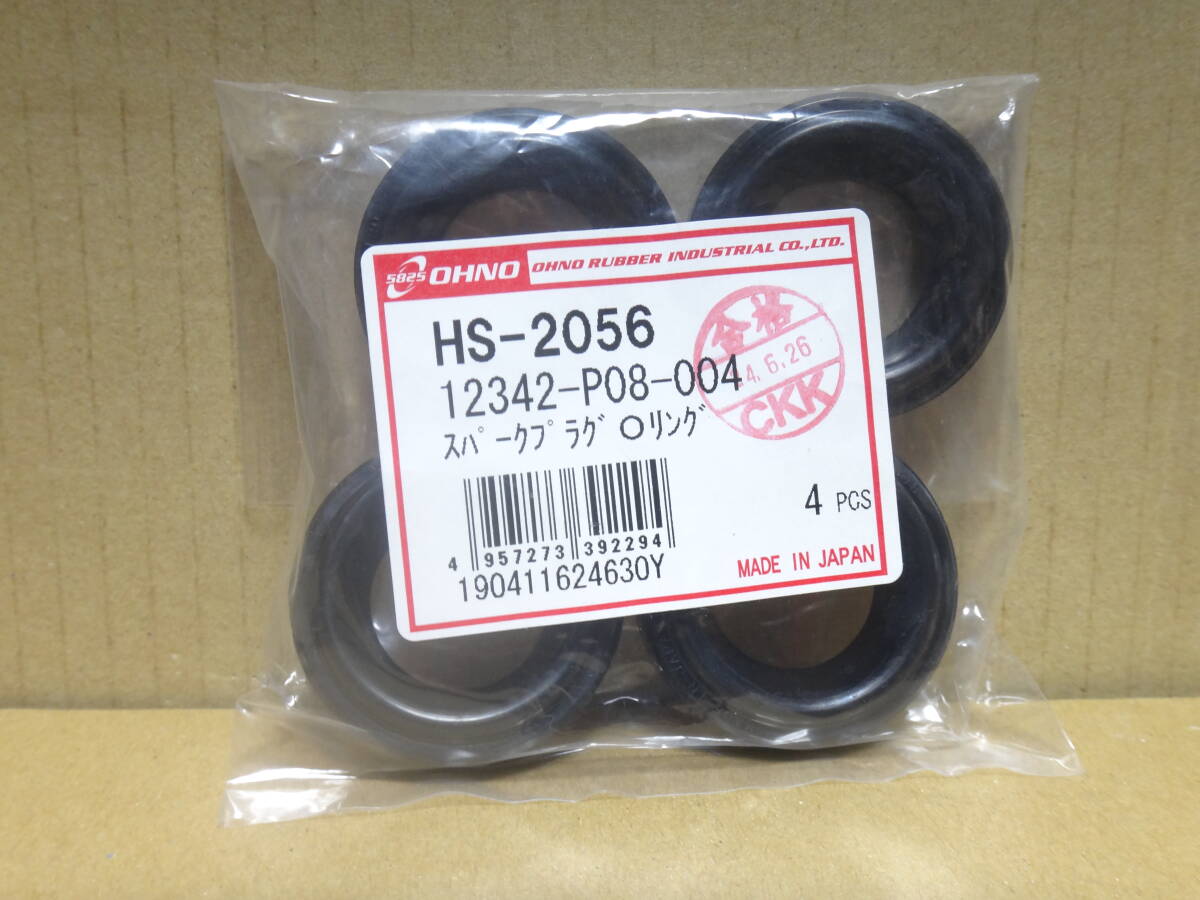 5825 OHNO OHNO RUBBER INDUSTRIAL CO.,LTD.
HS-2056
合格
12342-P08-004
4.6.26
CKK
ｽﾊﾟｰｸﾌﾟﾗｸﾞ Oﾘﾝｸﾞ
4 PCS
4 957273 392294
190411624630Y
MADE IN JAPAN